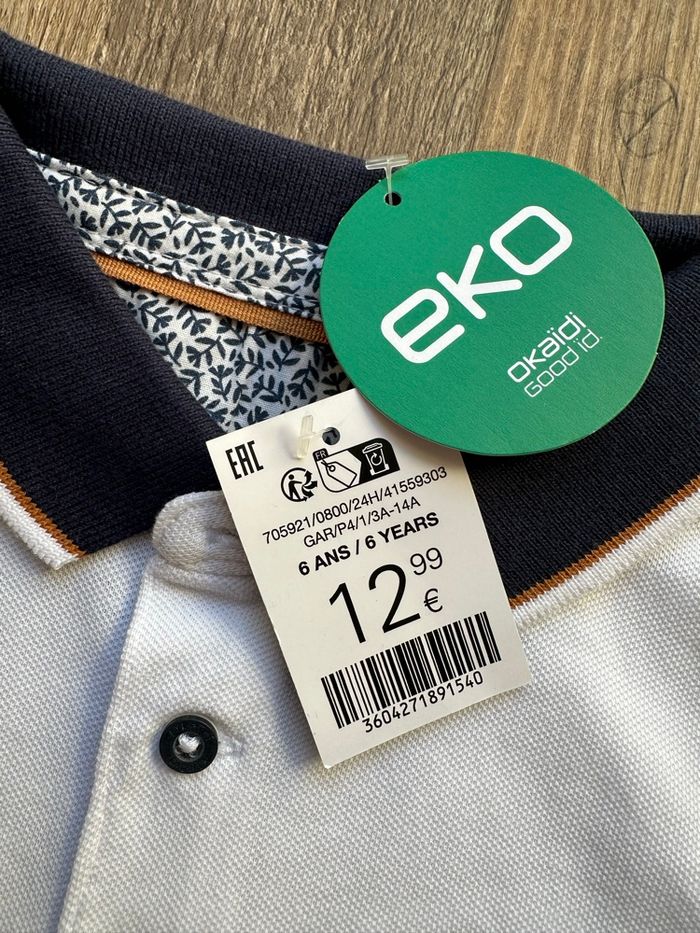 eko
okaïdi
GOOD ïd.
EAC
FR
705921/0800/24H/41559303
GAR/P4/1/3A-14A
6 ANS / 6 YEARS
12,99
€
3604271891540